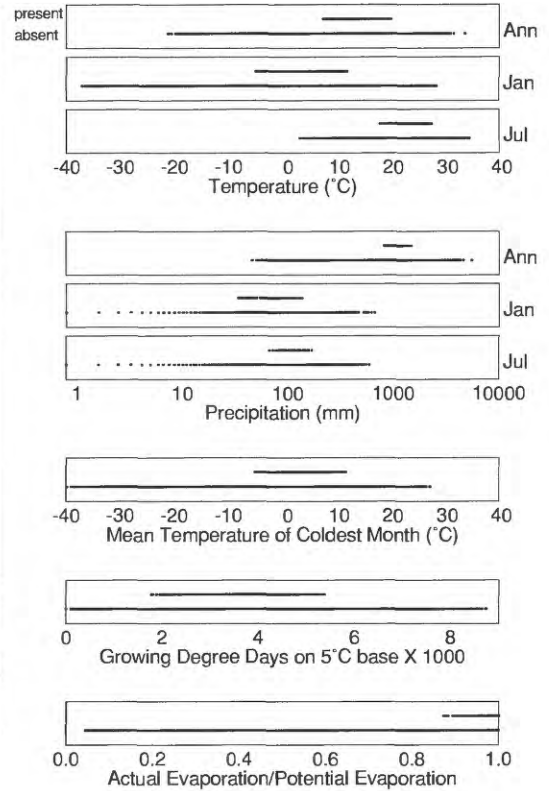 present
absent
Ann
Jan
Jul
-40 -30 -20 -10 0 10 20 30 40
Temperature (˚C)
Ann
Jan
Jul
1 10 100 1000 10000
Precipitation (mm)
-40 -30 -20 -10 0 10 20 30 40
Mean Temperature of Coldest Month (˚C)
0 2 4 6 8
Growing Degree Days on 5˚C base X 1000
0.0 0.2 0.4 0.6 0.8 1.0
Actual Evaporation/Potential Evaporation